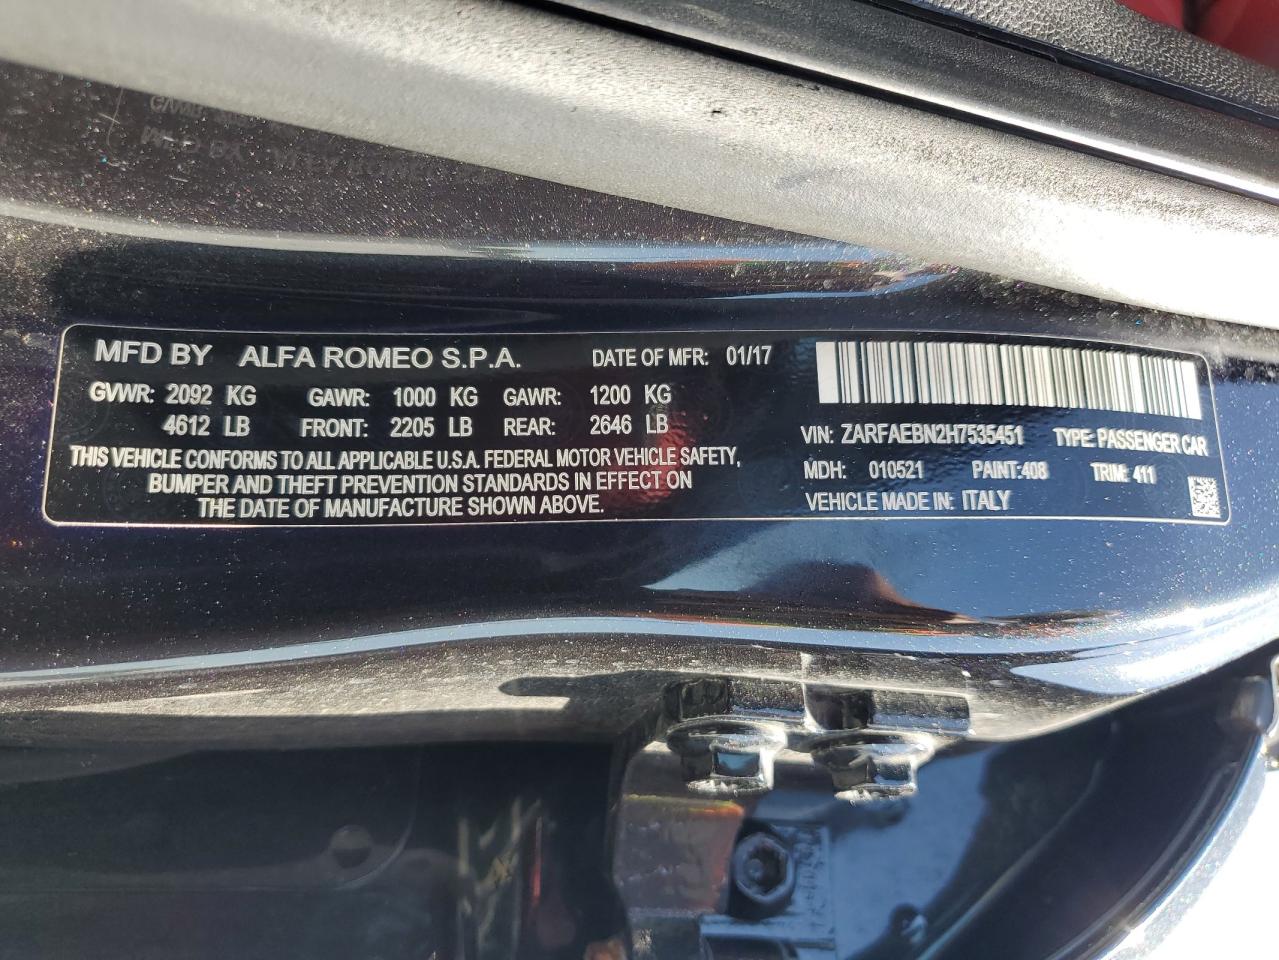 MFD BY ALFA ROMEO S.P.A. DATE OF MFR: 01/17
GVWR: 2092 KG GAWR: 1000 KG GAWR: 1200 KG
4612 LB FRONT: 2205 LB REAR: 2646 LB
THIS VEHICLE CONFORMS TO ALL APPLICABLE U.S.A. FEDERAL MOTOR VEHICLE SAFETY,
BUMPER AND THEFT PREVENTION STANDARDS IN EFFECT ON
THE DATE OF MANUFACTURE SHOWN ABOVE.
VIN: ZARFAEBN2H7535451 TYPE: PASSENGER CAR
MDH: 010521 PAINT: 408 TRIM: 411
VEHICLE MADE IN: ITALY